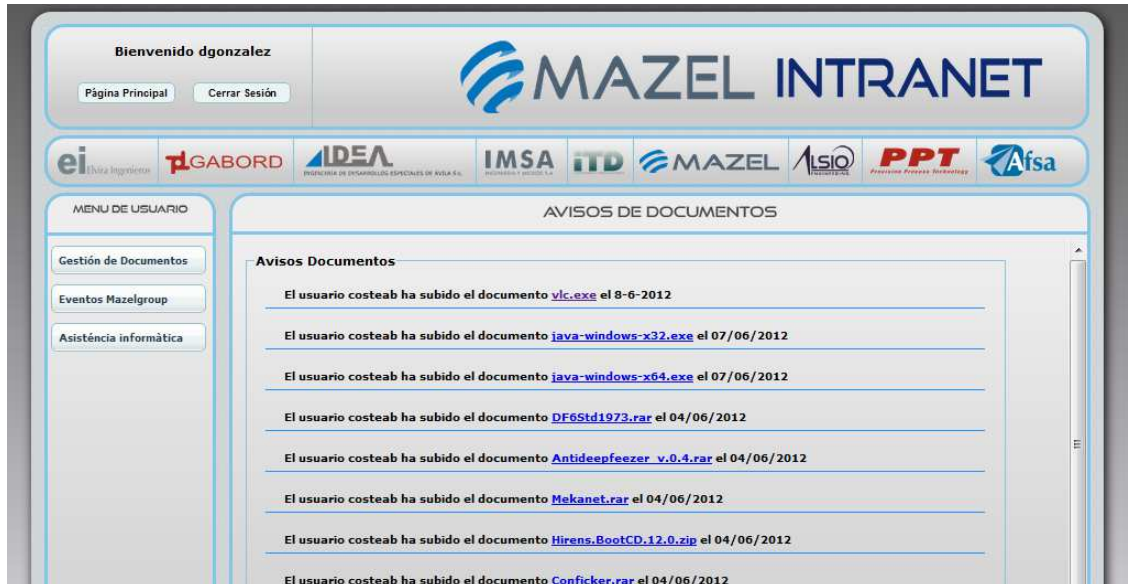 Bienvenido dgonzalez
Pàgina Principal
Cerrar Sesión
MAZEL INTRANET
ei Elvira Ingenieros
GABORD
IDEA
INGENIERIA DE DESARROLLOS ESPECIALES DE AVILA S.L.
IMSA
iTD
MAZEL
ALSIO
ENGINEERING
PPT
Precision Process Technology
Afsa
MENU DE USUARIO
AVISOS DE DOCUMENTOS
Gestión de Documentos
Eventos Mazelgroup
Asisténcia informàtica
Avisos Documentos
El usuario costeab ha subido el documento vlc.exe el 8-6-2012
El usuario costeab ha subido el documento java-windows-x32.exe el 07/06/2012
El usuario costeab ha subido el documento java-windows-x64.exe el 07/06/2012
El usuario costeab ha subido el documento DF6Std1973.rar el 04/06/2012
El usuario costeab ha subido el documento Antideepfeezer v.0.4.rar el 04/06/2012
El usuario costeab ha subido el documento Mekanet.rar el 04/06/2012
El usuario costeab ha subido el documento Hirens.BootCD.12.0.zip el 04/06/2012
El usuario costeab ha subido el documento Conficker.rar el 04/06/2012